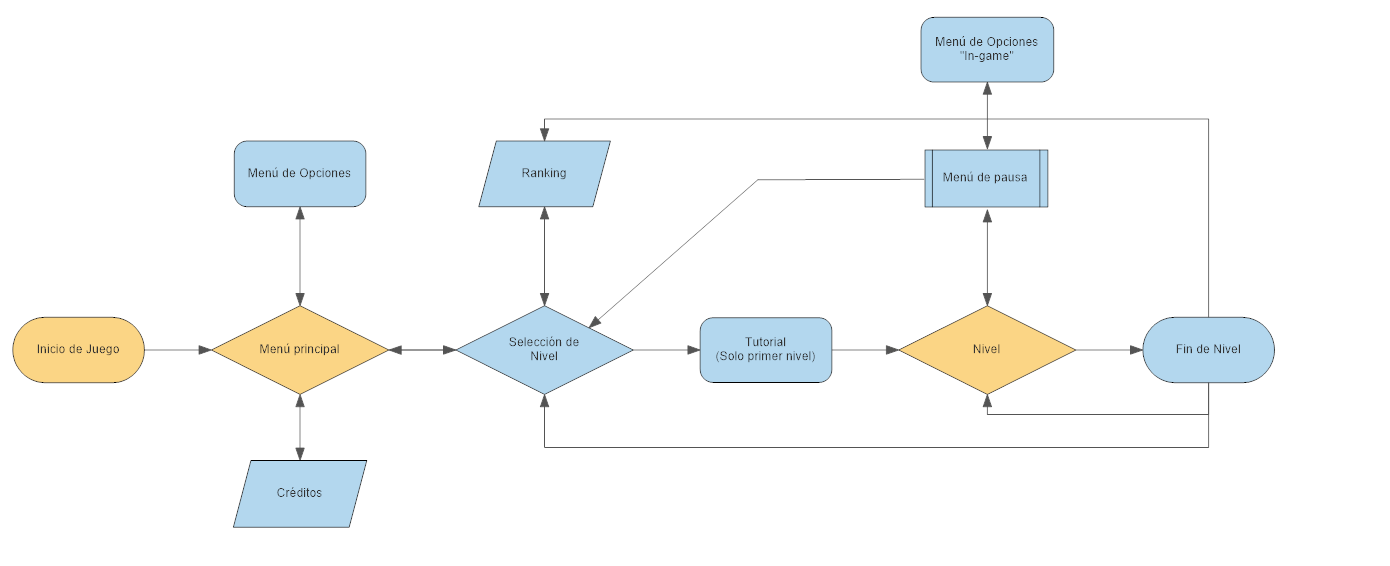 Menú de Opciones
"In-game"
Menú de Opciones
Ranking
Menú de pausa
Inicio de Juego
Menú principal
Selección de
Nivel
Tutorial
(Solo primer nivel)
Nivel
Fin de Nivel
Créditos